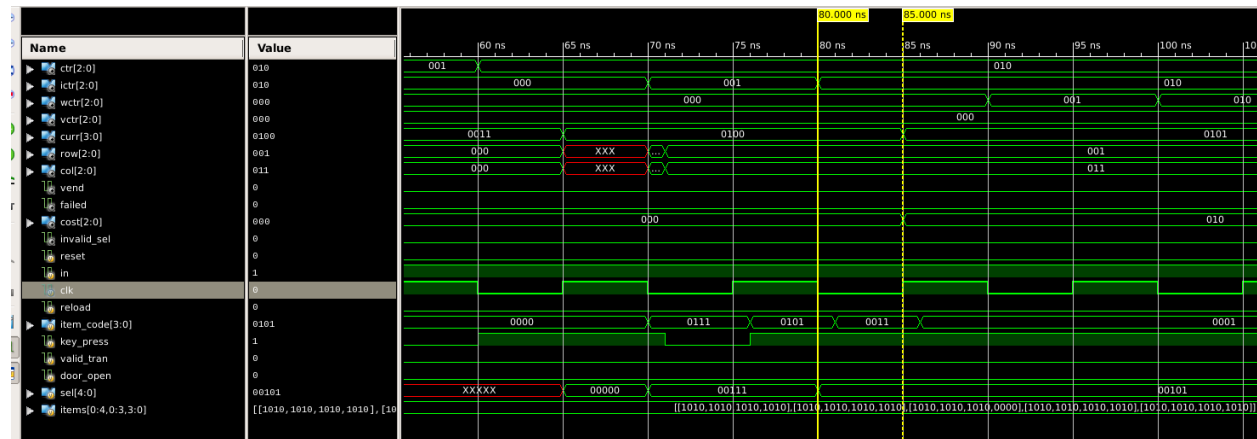 80.000 ns 85.000 ns
Name Value 60 ns 65 ns 70 ns 75 ns 80 ns 85 ns 90 ns 95 ns 100 ns 10
ctr[2:0] 010 001 010
ictr[2:0] 010 000 001 010
wctr[2:0] 000 000 001 010
vctr[2:0] 000 000
curr[3:0] 0100 0011 0100 0101
row[2:0] 001 000 XXX ... 001
col[2:0] 011 000 XXX ... 011
vend 0
failed 0
cost[2:0] 000 000 010
invalid_sel 0
reset 0
in 1
clk 0
reload 0
item_code[3:0] 0101 0000 0111 0101 0011 0001
key_press 1
valid_tran 0
door_open 0
sel[4:0] 00101 XXXXX 00000 00111 00101
items[0:4,0:3,3:0] [[1010,1010,1010,1010],[10 [[1010,1010,1010,1010],[1010,1010,1010,1010],[1010,1010,1010,0000],[1010,1010,1010,1010],[1010,1010,1010,1010]]